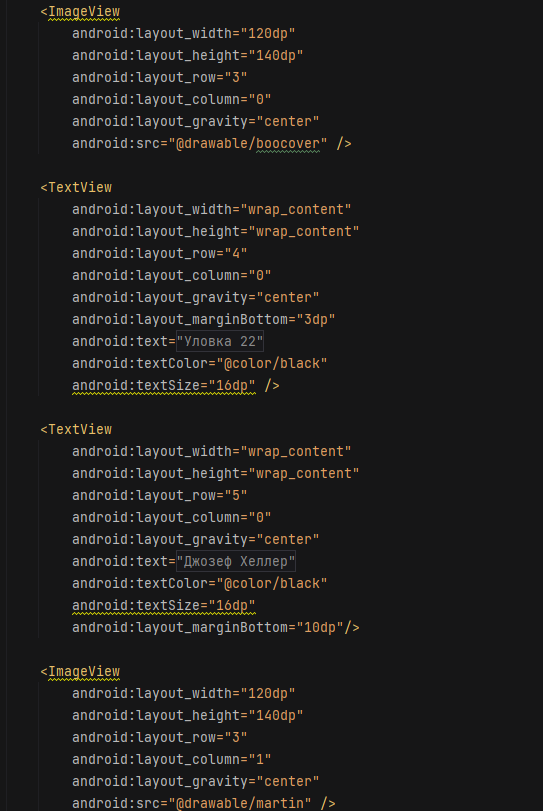 <ImageView
android:layout_width="120dp"
android:layout_height="140dp"
android:layout_row="3"
android:layout_column="0"
android:layout_gravity="center"
android:src="@drawable/boocover" />
<TextView
android:layout_width="wrap_content"
android:layout_height="wrap_content"
android:layout_row="4"
android:layout_column="0"
android:layout_gravity="center"
android:layout_marginBottom="3dp"
android:text="Уловка 22"
android:textColor="@color/black"
android:textSize="16dp" />
<TextView
android:layout_width="wrap_content"
android:layout_height="wrap_content"
android:layout_row="5"
android:layout_column="0"
android:layout_gravity="center"
android:text="Джозеф Хеллер"
android:textColor="@color/black"
android:textSize="16dp"
android:layout_marginBottom="10dp"/>
<ImageView
android:layout_width="120dp"
android:layout_height="140dp"
android:layout_row="3"
android:layout_column="1"
android:layout_gravity="center"
android:src="@drawable/martin" />